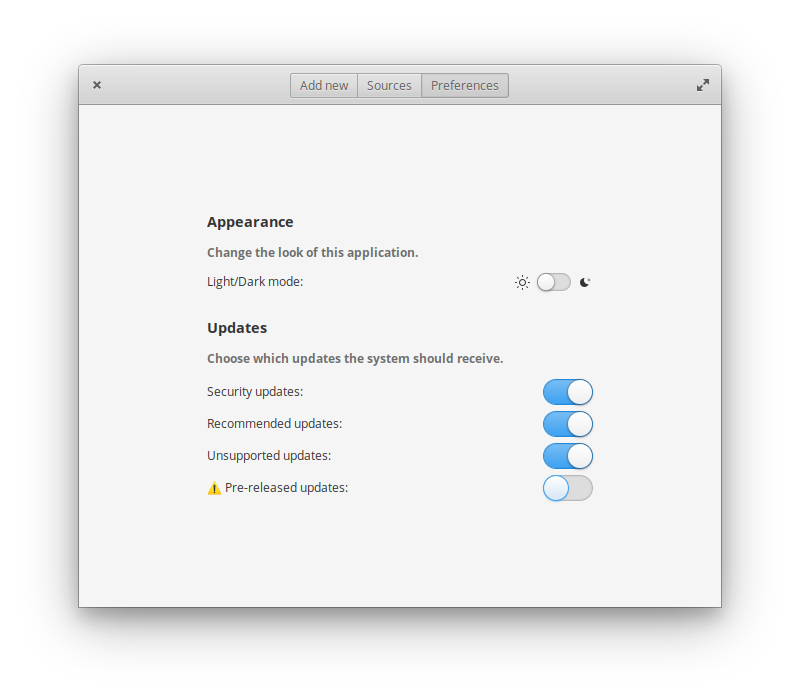 Add new Sources Preferences
Appearance
Change the look of this application.
Light/Dark mode:
Updates
Choose which updates the system should receive.
Security updates:
Recommended updates:
Unsupported updates:
Pre-released updates: